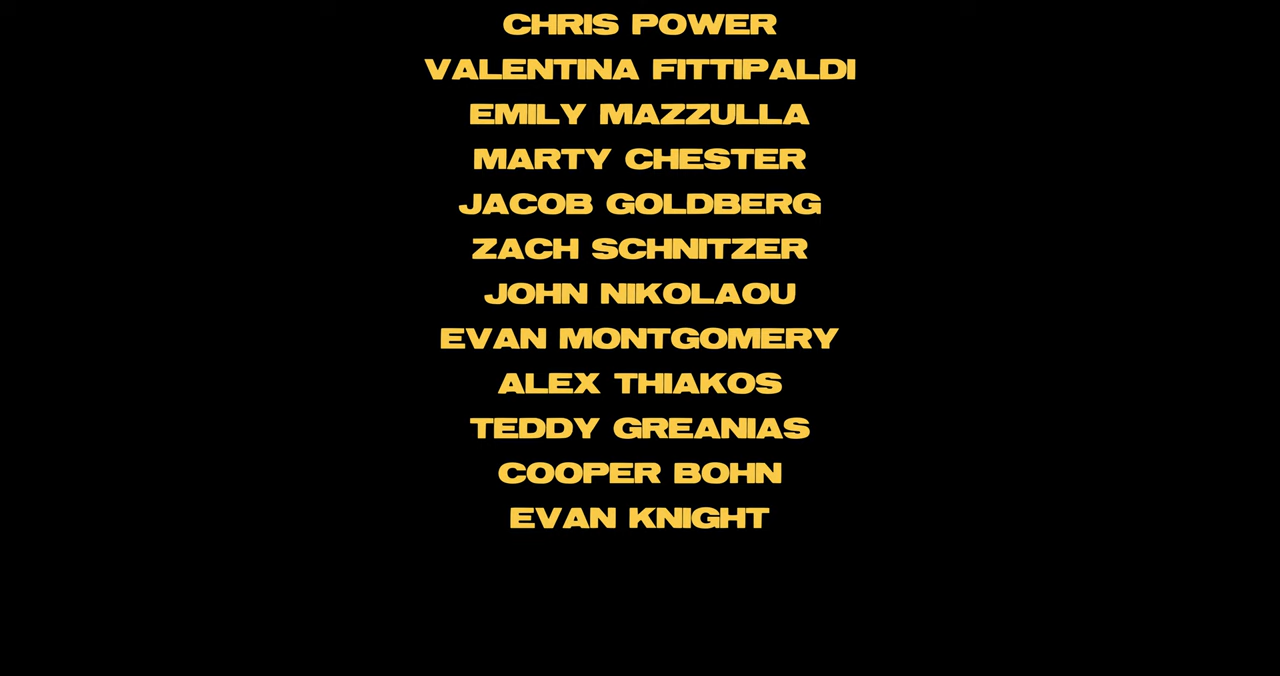 CHRIS POWER
VALENTINA FITTIPALDI
EMILY MAZZULLA
MARTY CHESTER
JACOB GOLDBERG
ZACH SCHNITZER
JOHN NIKOLAOU
EVAN MONTGOMERY
ALEX THIAKOS
TEDDY GREANIAS
COOPER BOHN
EVAN KNIGHT